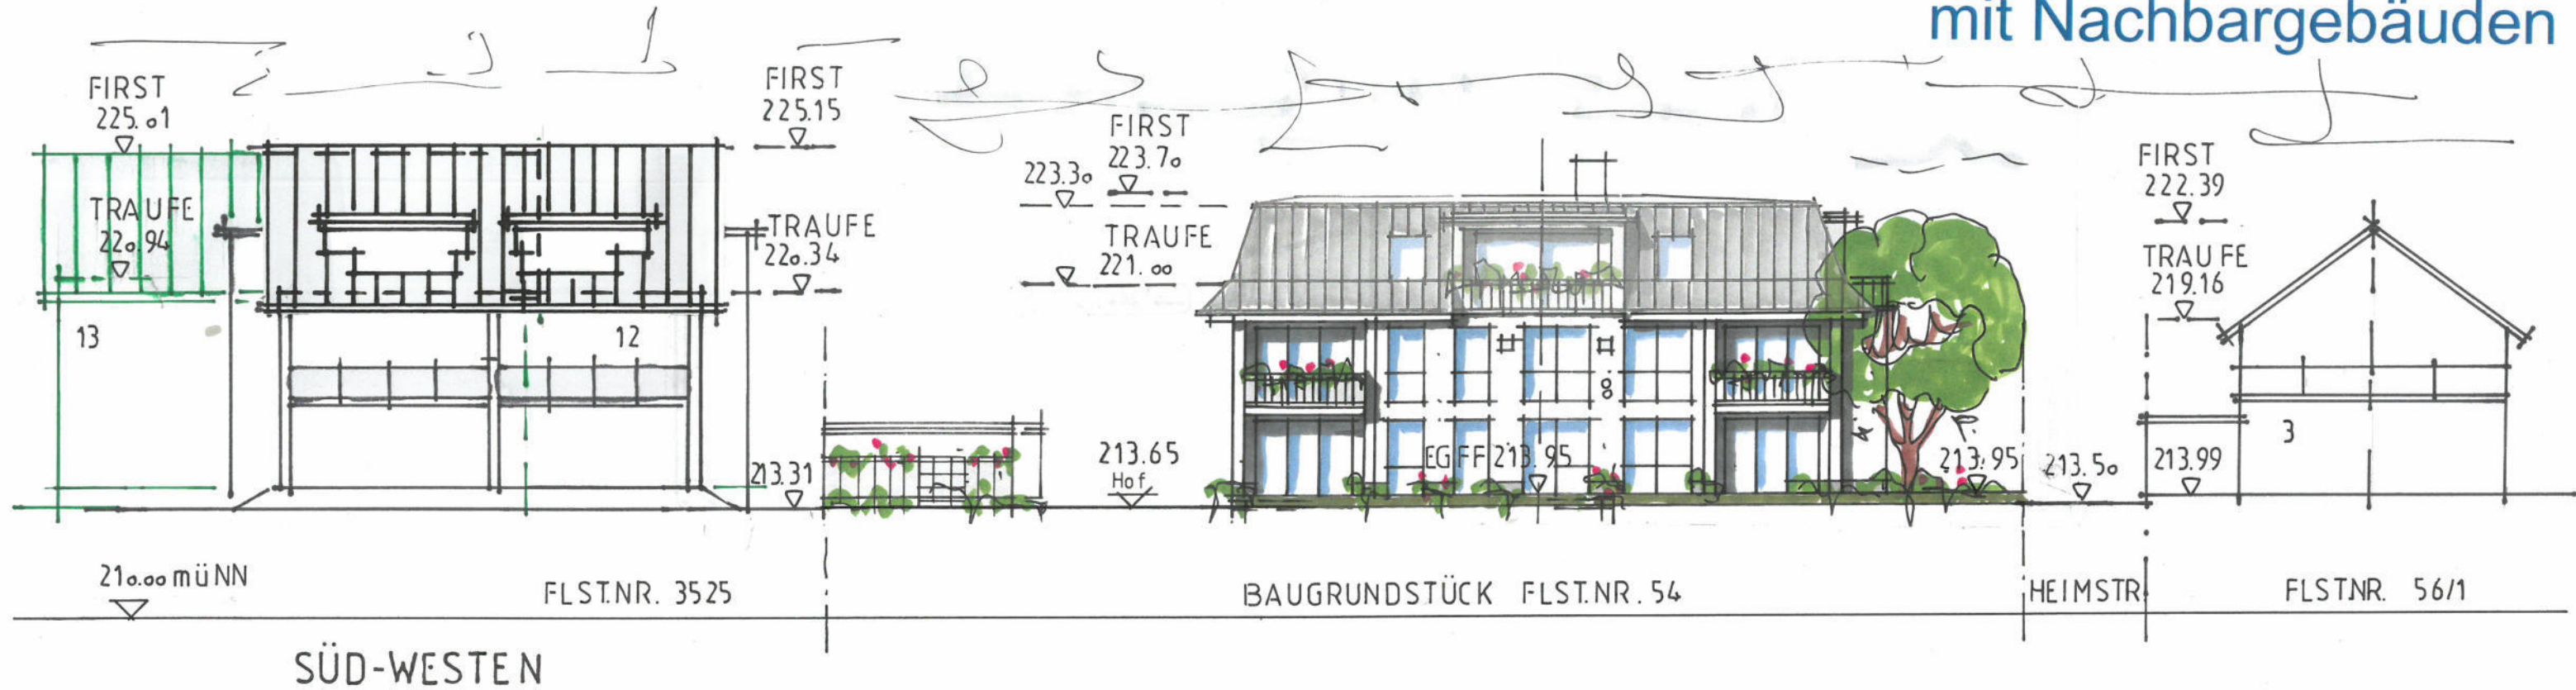 mit Nachbargebäuden
FIRST
225.01
TRAUFE
220.94
13
12
FIRST
225.15
TRAUFE
220.34
213.31
223.30
FIRST
223.70
TRAUFE
221.00
213.65
Hof
EG FF 213.95
8
213.95
213.50
FIRST
222.39
TRAUFE
219.16
213.99
3
210.00 müNN
FLST.NR. 3525
BAUGRUNDSTÜCK FLST.NR. 54
HEIMSTR.
FLST.NR. 56/1
SÜD-WESTEN